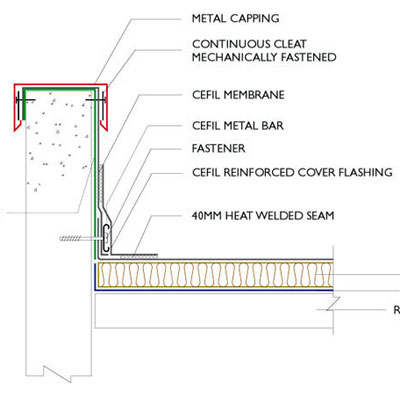 METAL CAPPING
CONTINUOUS CLEAT
MECHANICALLY FASTENED
CEFIL MEMBRANE
CEFIL METAL BAR
FASTENER
CEFIL REINFORCED COVER FLASHING
40MM HEAT WELDED SEAM
R